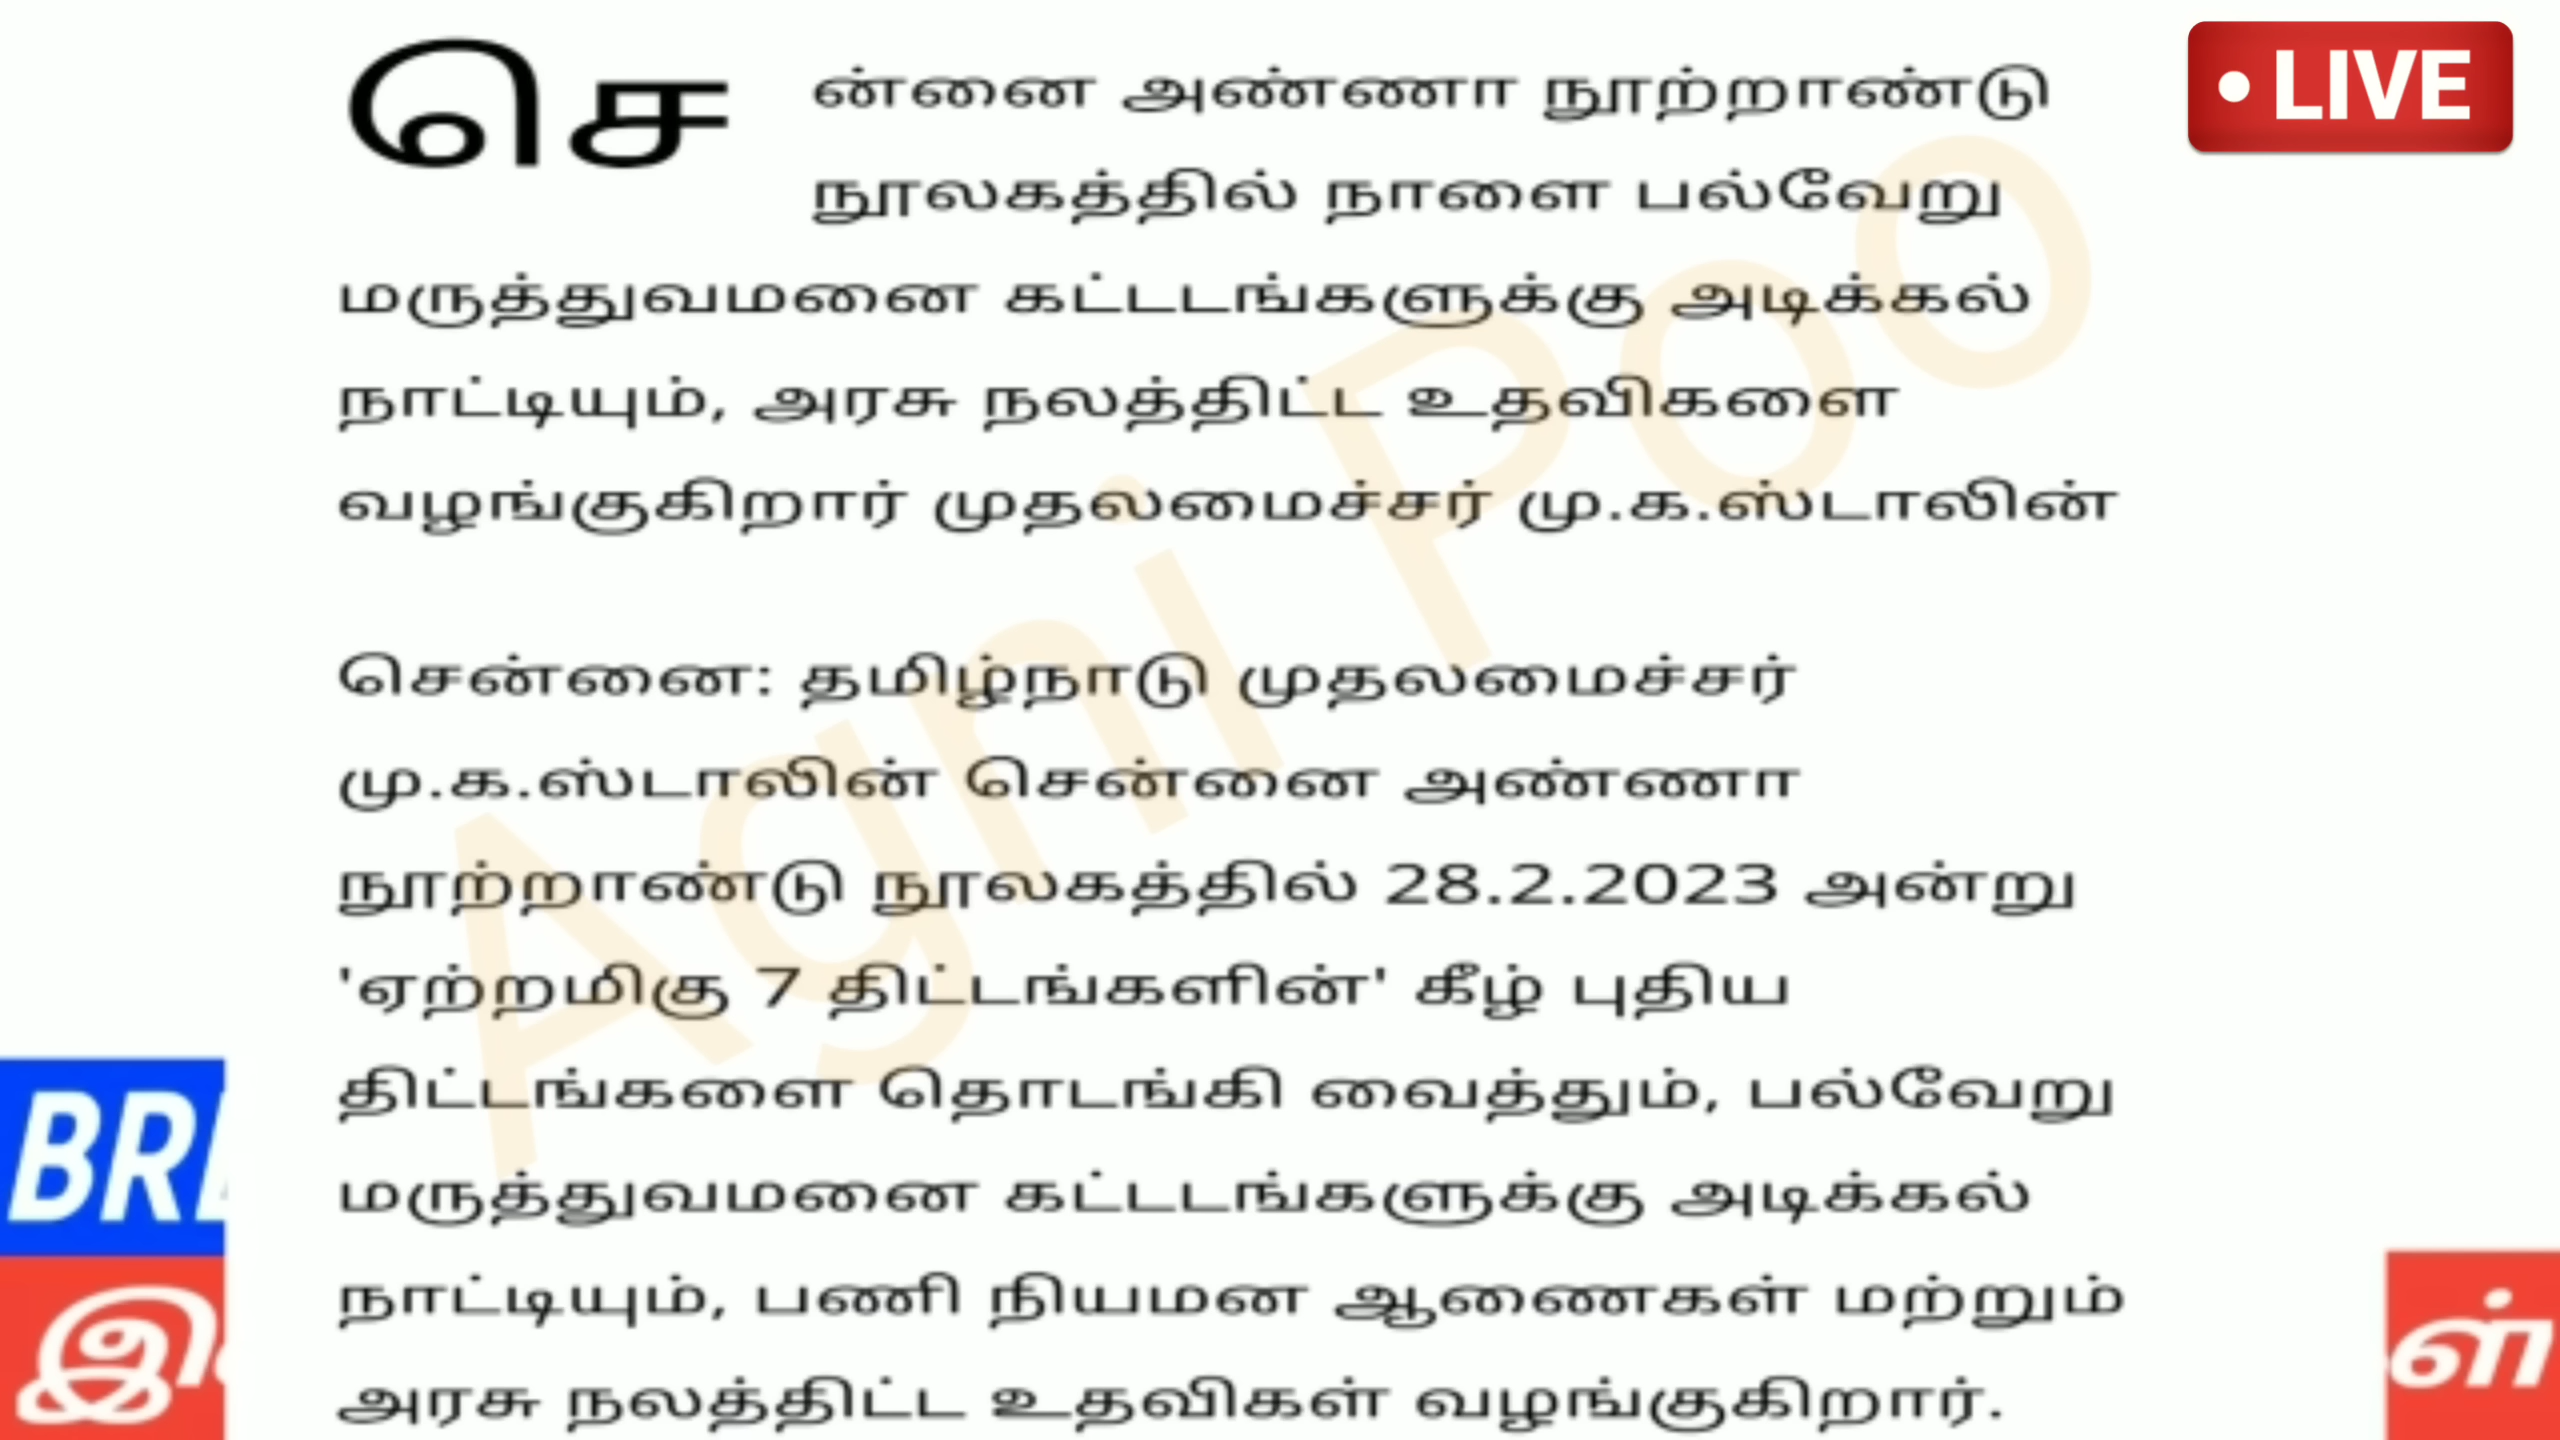 சென்னை அண்ணா நூற்றாண்டு
நூலகத்தில் நாளை பல்வேறு
மருத்துவமனை கட்டடங்களுக்கு அடிக்கல்
நாட்டியும், அரசு நலத்திட்ட உதவிகளை
வழங்குகிறார் முதலமைச்சர் மு.க.ஸ்டாலின்
சென்னை: தமிழ்நாடு முதலமைச்சர்
மு.க.ஸ்டாலின் சென்னை அண்ணா
நூற்றாண்டு நூலகத்தில் 28.2.2023 அன்று
'ஏற்றமிகு 7 திட்டங்களின்' கீழ் புதிய
திட்டங்களை தொடங்கி வைத்தும், பல்வேறு
மருத்துவமனை கட்டடங்களுக்கு அடிக்கல்
நாட்டியும், பணி நியமன ஆணைகள் மற்றும்
அரசு நலத்திட்ட உதவிகள் வழங்குகிறார்.
• LIVE
Agni Poo